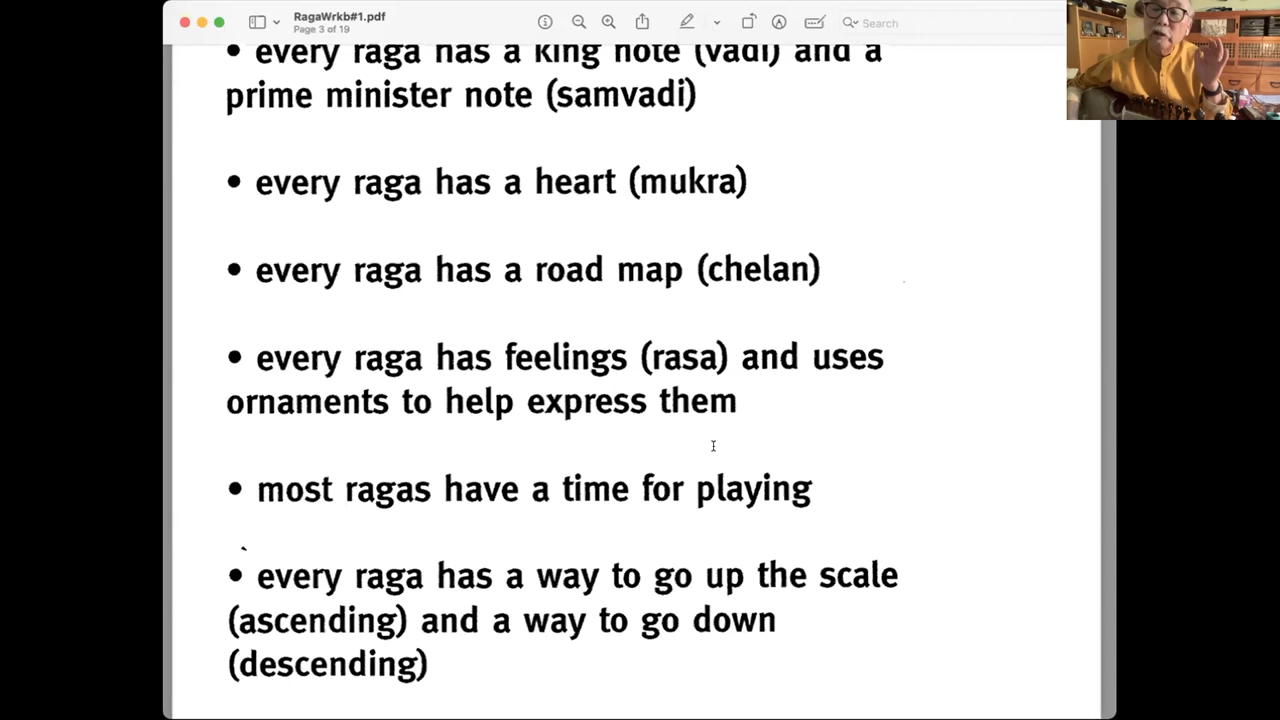 RagaWrkb#1.pdf
Page 3 of 19
Search
• every raga has a king note (vadi) and a
prime minister note (samvadi)
• every raga has a heart (mukra)
• every raga has a road map (chelan)
• every raga has feelings (rasa) and uses
ornaments to help express them
• most ragas have a time for playing
• every raga has a way to go up the scale
(ascending) and a way to go down
(descending)